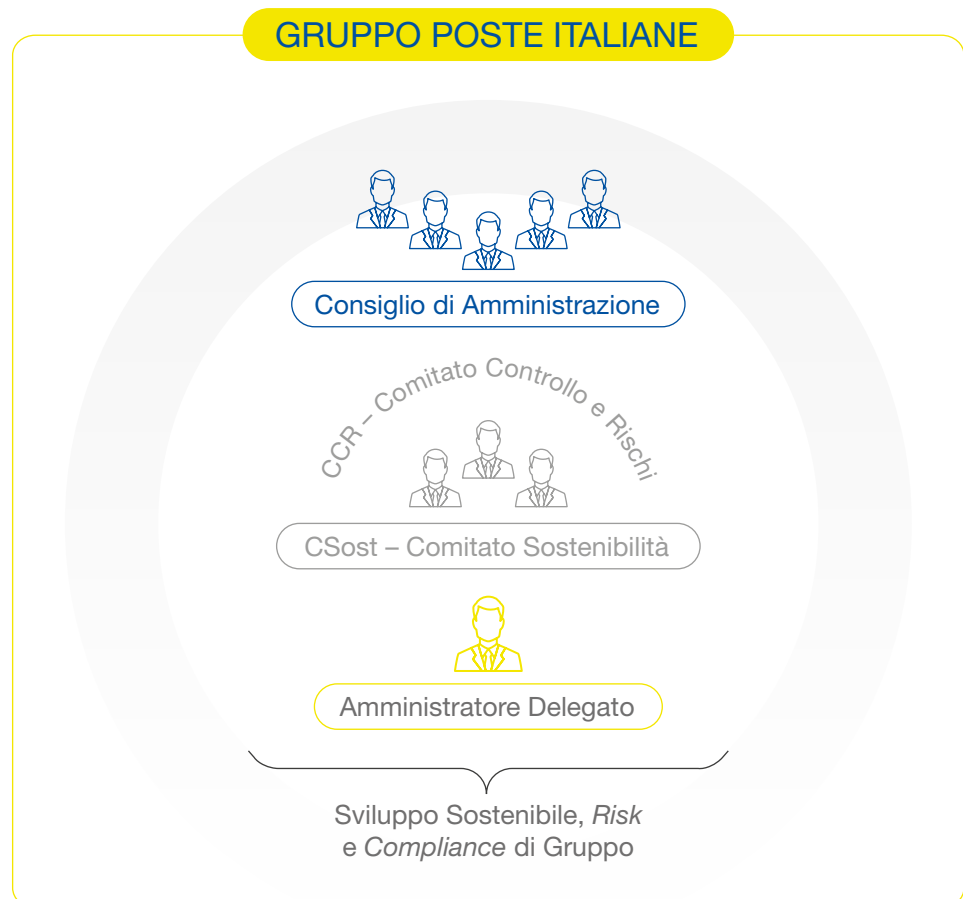 GRUPPO POSTE ITALIANE
Consiglio di Amministrazione
CCR – Comitato Controllo e Rischi
CSost – Comitato Sostenibilità
Amministratore Delegato
Sviluppo Sostenibile, Risk
e Compliance di Gruppo